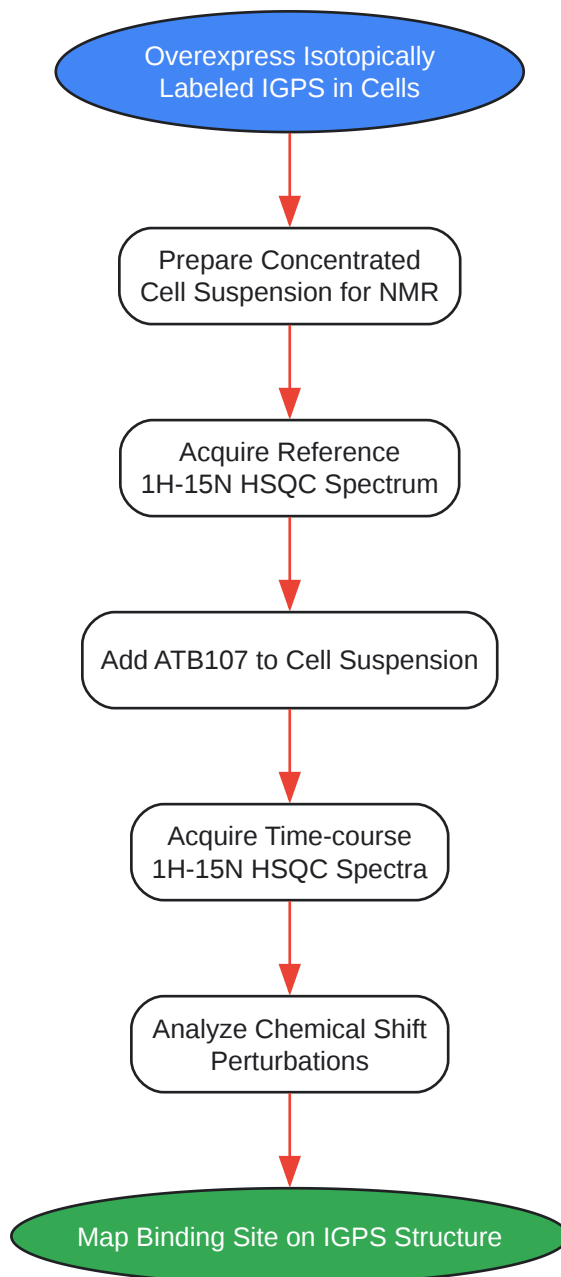 Overexpress Isotopically
Labeled IGPS in Cells
Prepare Concentrated
Cell Suspension for NMR
Acquire Reference
1H-15N HSQC Spectrum
Add ATB107 to Cell Suspension
Acquire Time-course
1H-15N HSQC Spectra
Analyze Chemical Shift
Perturbations
Map Binding Site on IGPS Structure